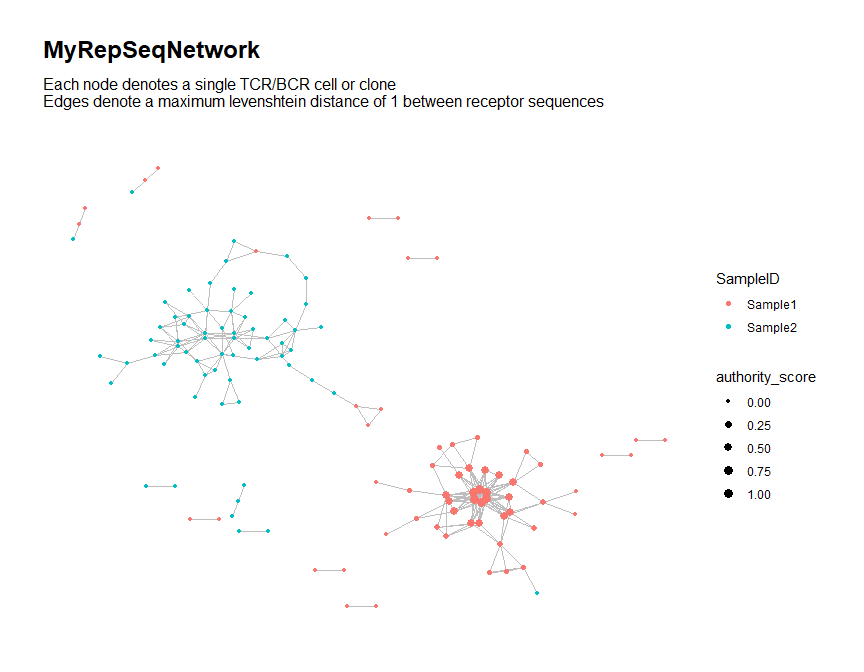 MyRepSeqNetwork
Each node denotes a single TCR/BCR cell or clone
Edges denote a maximum levenshtein distance of 1 between receptor sequences
SampleID
Sample1
Sample2
authority_score
0.00
0.25
0.50
0.75
1.00